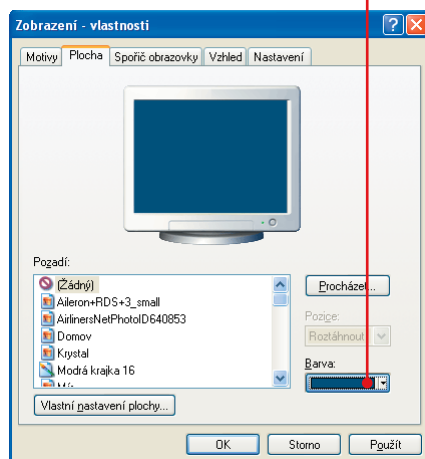 Zobrazení - vlastnosti
Motivy Plocha Spořič obrazovky Vzhled Nastavení
Pozadí:
(Žádný)
Aileron+RDS+3_small
AirlinersNetPhotoID640853
Domov
Krystal
Modrá krajka 16
Procházet...
Pozice:
Roztáhnout
Barva:
Vlastní nastavení plochy...
OK Storno Použít